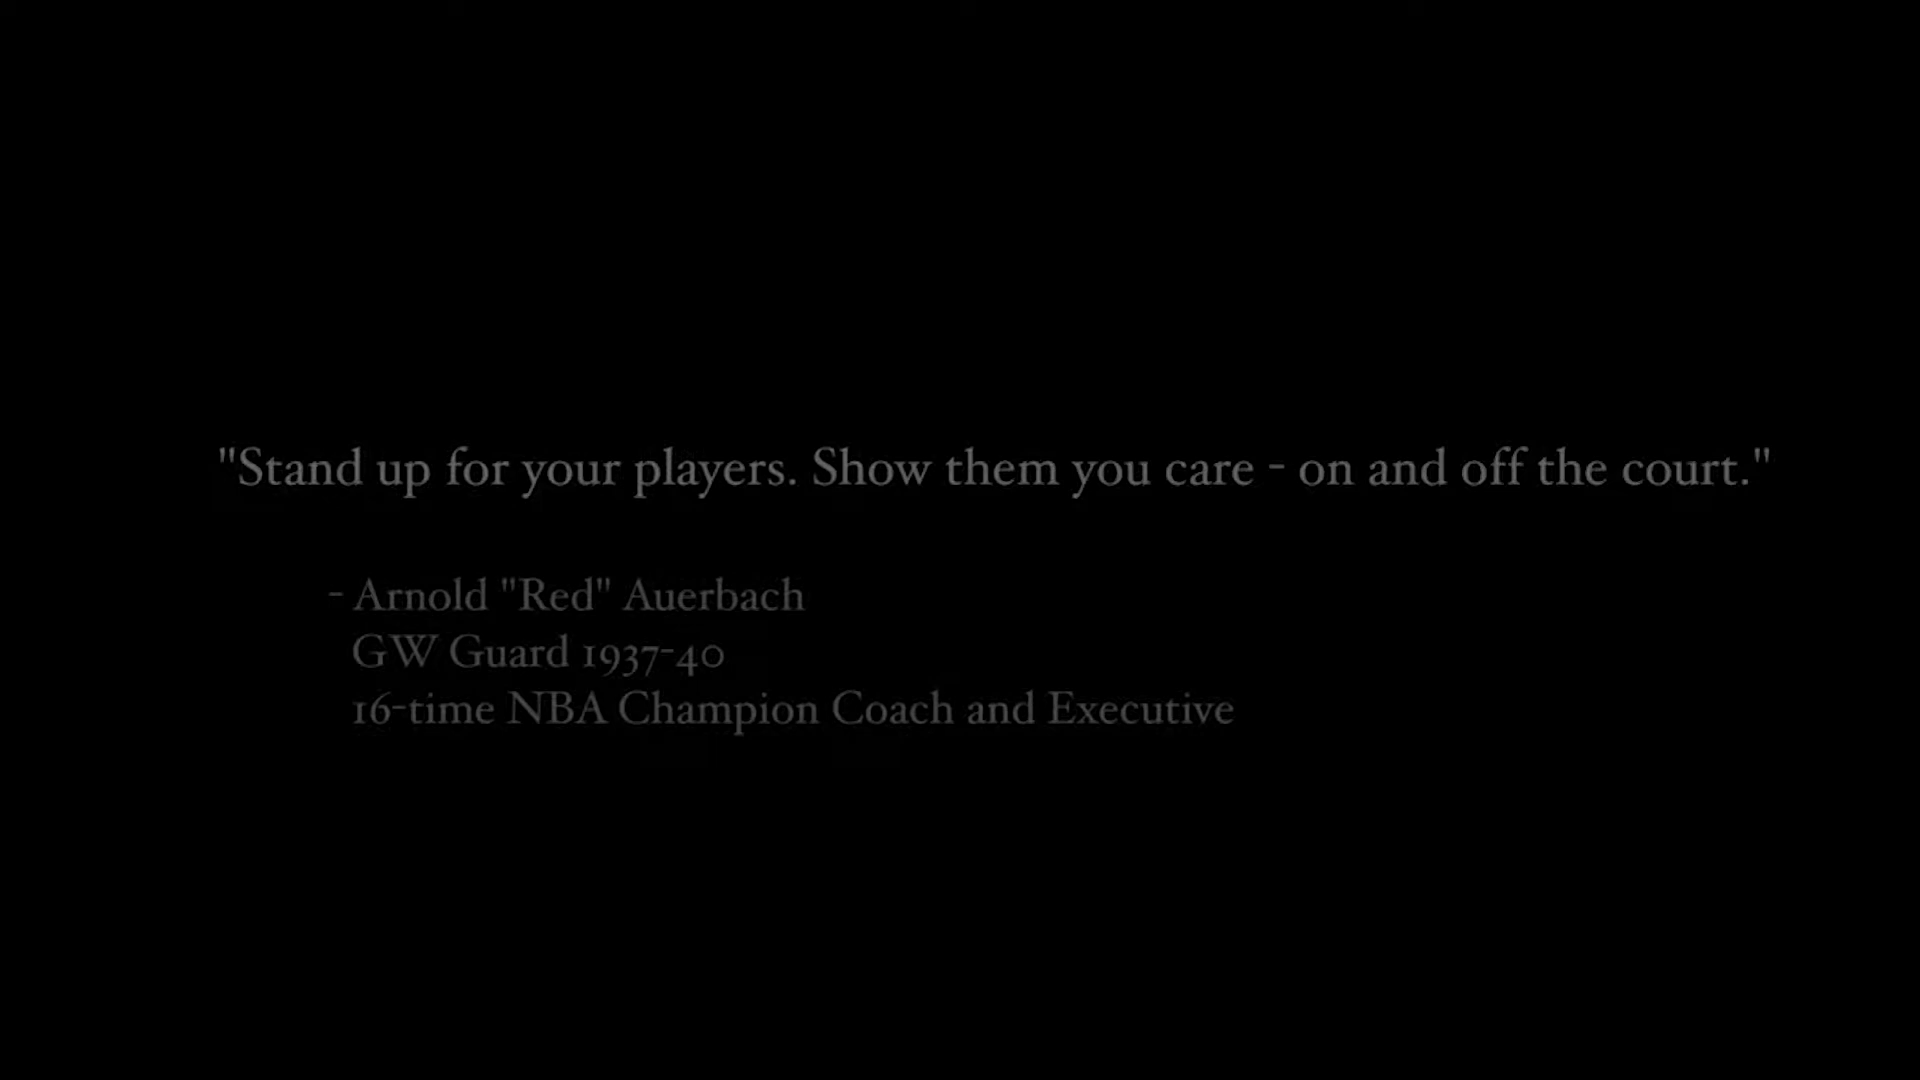 "Stand up for your players. Show them you care - on and off the court."
- Arnold "Red" Auerbach
GW Guard 1937-40
16-time NBA Champion Coach and Executive